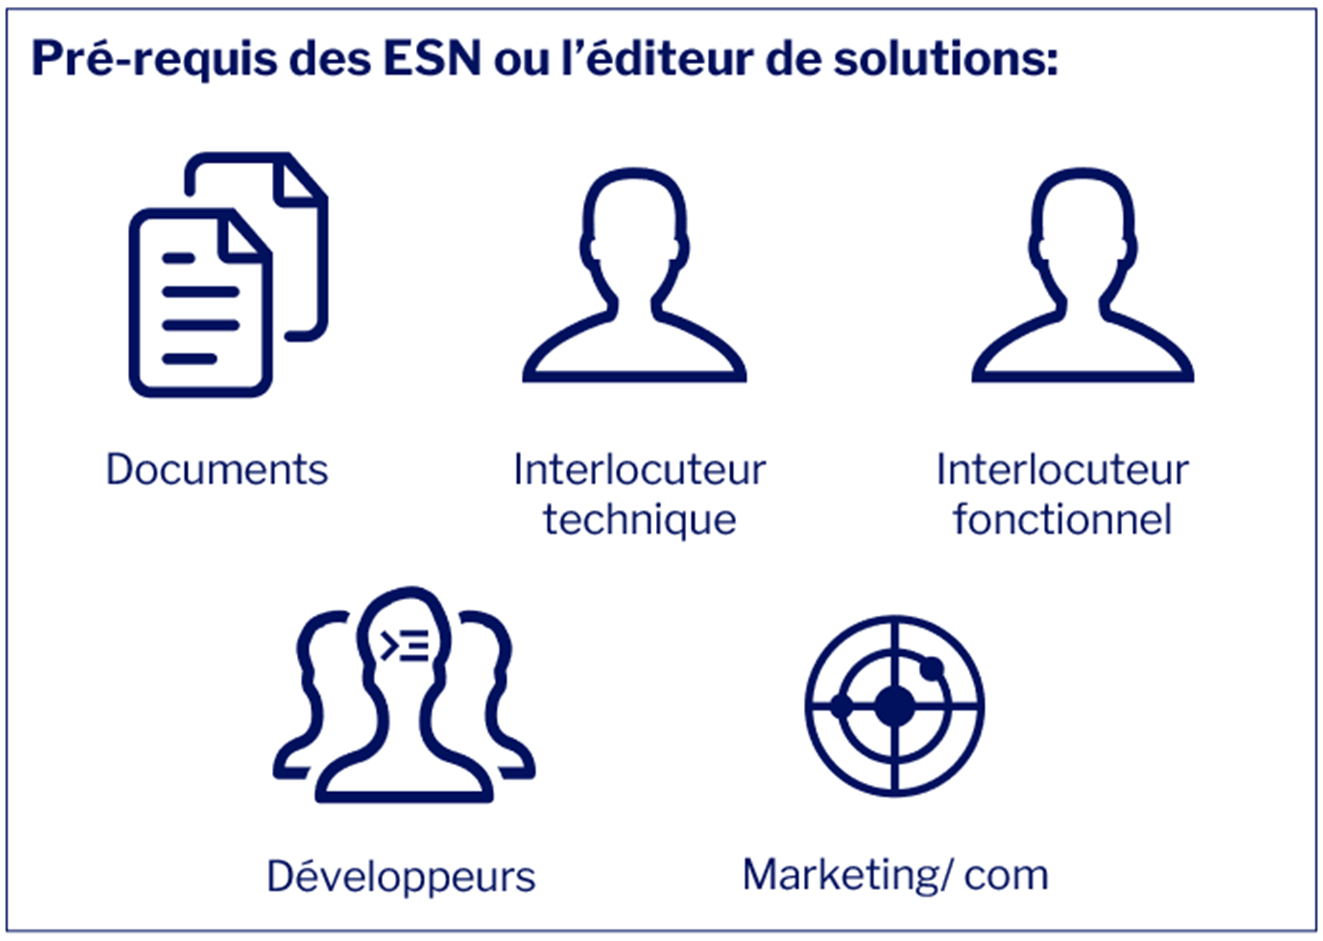 Pré-requis des ESN ou l’éditeur de solutions:
Documents
Interlocuteur
technique
Interlocuteur
fonctionnel
Développeurs
Marketing/ com